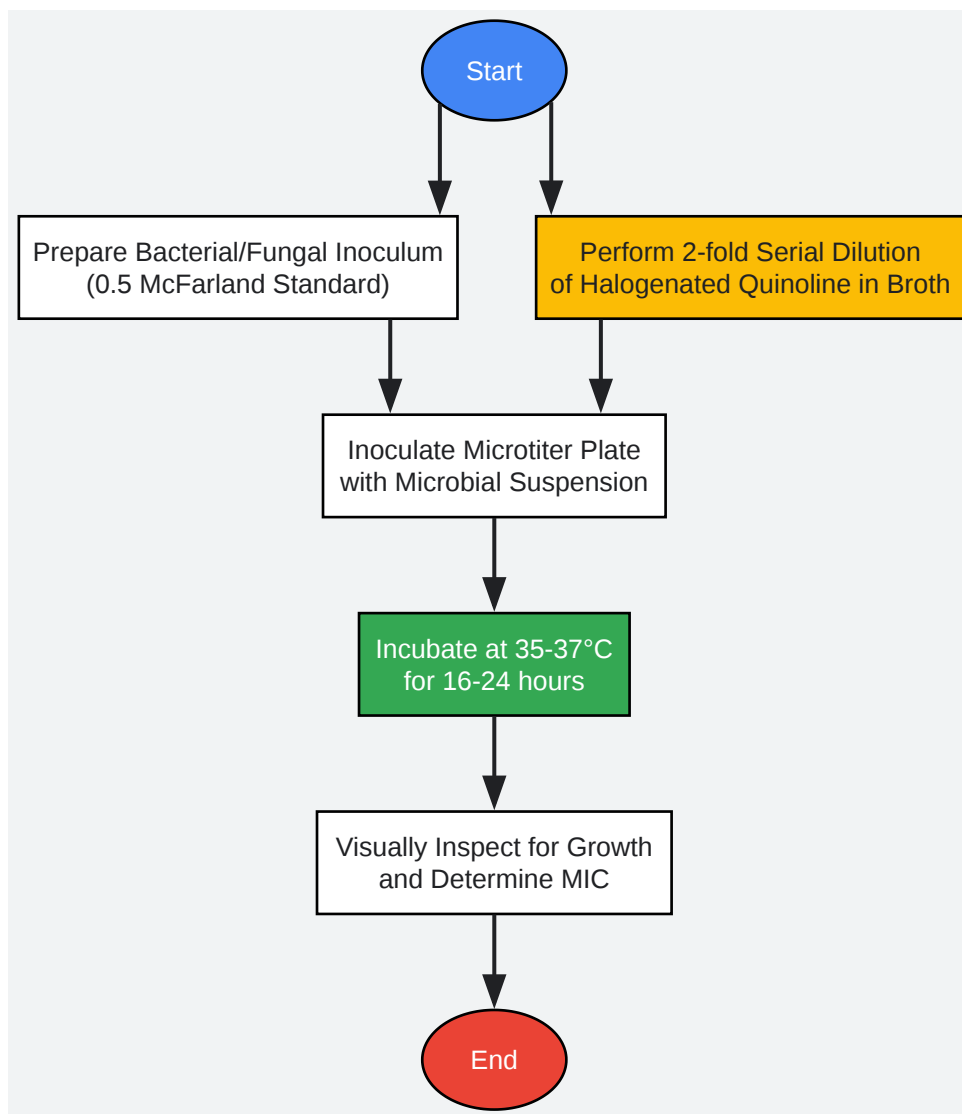 Start
Prepare Bacterial/Fungal Inoculum
(0.5 McFarland Standard)
Perform 2-fold Serial Dilution
of Halogenated Quinoline in Broth
Inoculate Microtiter Plate
with Microbial Suspension
Incubate at 35-37°C
for 16-24 hours
Visually Inspect for Growth
and Determine MIC
End